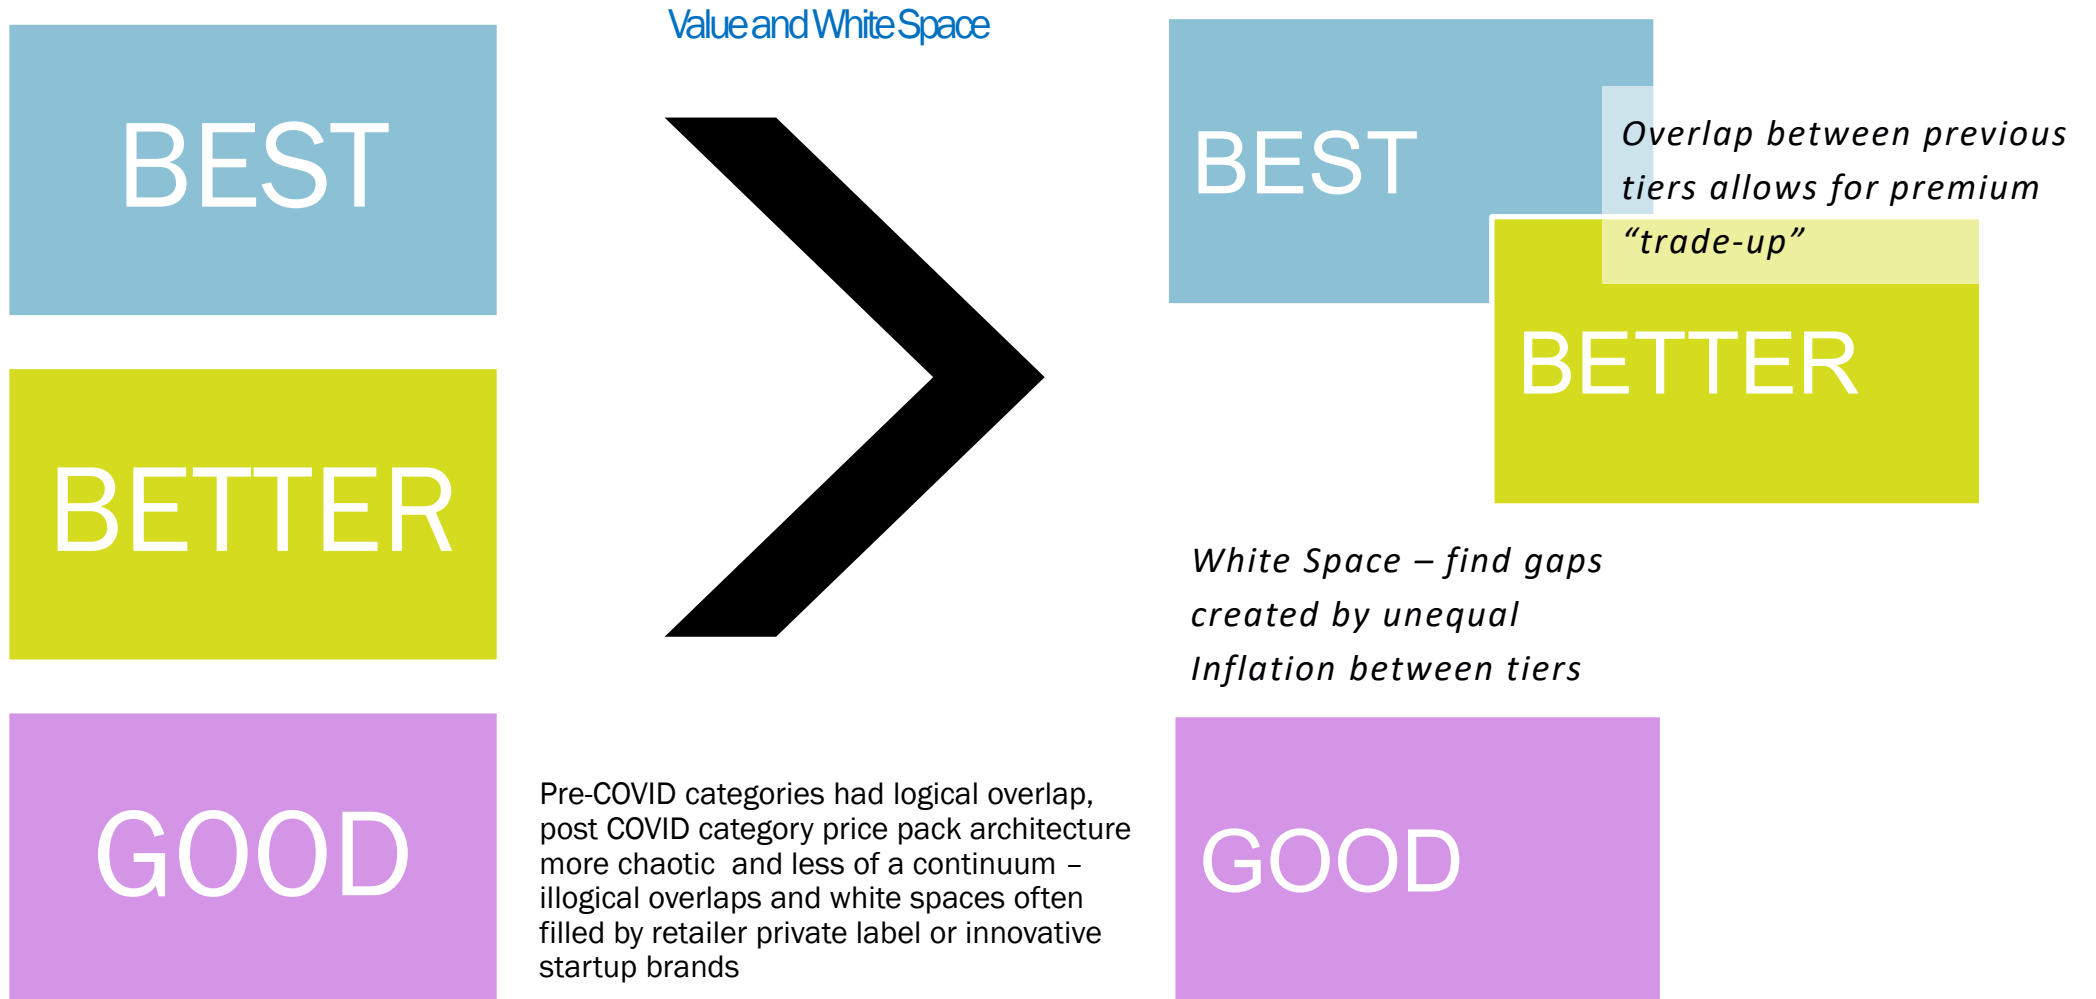 Value and White Space
BEST
BETTER
GOOD
Pre-COVID categories had logical overlap,
post COVID category price pack architecture
more chaotic and less of a continuum –
illogical overlaps and white spaces often
filled by retailer private label or innovative
startup brands
BEST
Overlap between previous
tiers allows for premium
“trade-up”
BETTER
White Space – find gaps
created by unequal
Inflation between tiers
GOOD